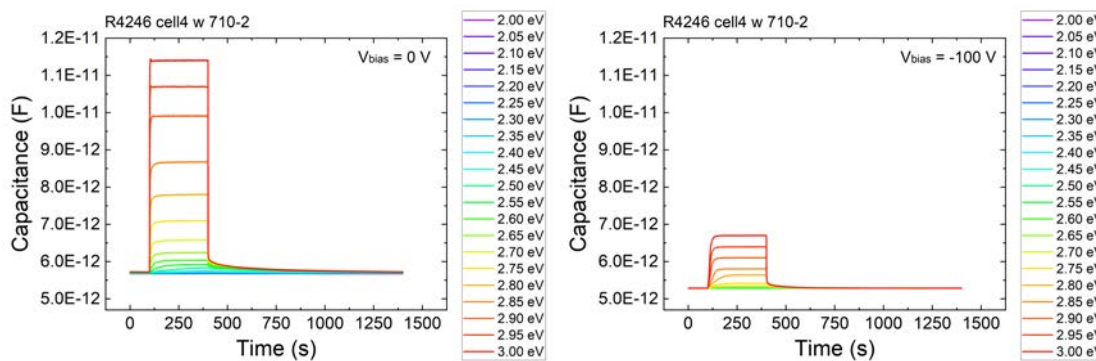 R4246 cell4 w 710-2
Vbias = 0 V
1.2E-11
1.1E-11
1.0E-11
9.0E-12
8.0E-12
7.0E-12
6.0E-12
5.0E-12
Capacitance (F)
0 250 500 750 1000 1250 1500
Time (s)
2.00 eV
2.05 eV
2.10 eV
2.15 eV
2.20 eV
2.25 eV
2.30 eV
2.35 eV
2.40 eV
2.45 eV
2.50 eV
2.55 eV
2.60 eV
2.65 eV
2.70 eV
2.75 eV
2.80 eV
2.85 eV
2.90 eV
2.95 eV
3.00 eV
R4246 cell4 w 710-2
Vbias = -100 V
1.2E-11
1.1E-11
1.0E-11
9.0E-12
8.0E-12
7.0E-12
6.0E-12
5.0E-12
Capacitance (F)
0 250 500 750 1000 1250 1500
Time (s)
2.00 eV
2.05 eV
2.10 eV
2.15 eV
2.20 eV
2.25 eV
2.30 eV
2.35 eV
2.40 eV
2.45 eV
2.50 eV
2.55 eV
2.60 eV
2.65 eV
2.70 eV
2.75 eV
2.80 eV
2.85 eV
2.90 eV
2.95 eV
3.00 eV